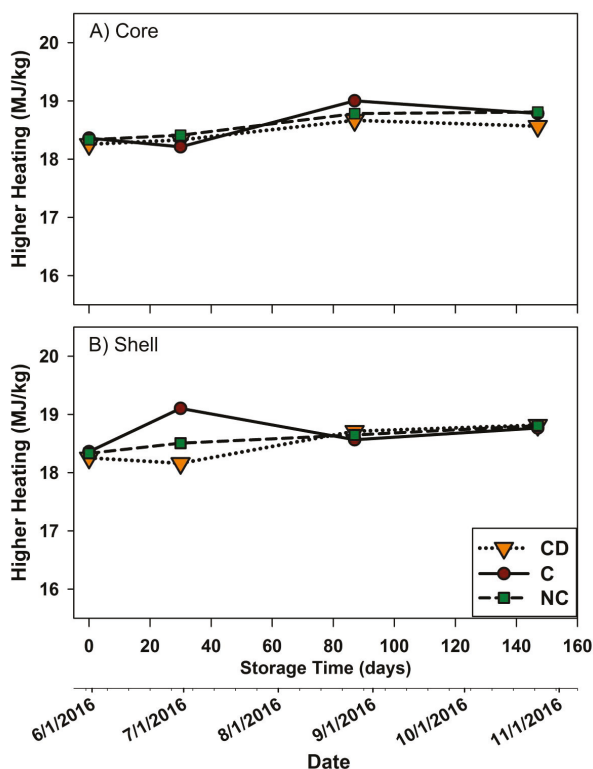 A) Core
Higher Heating (MJ/kg)
20
19
18
17
16
B) Shell
Higher Heating (MJ/kg)
20
19
18
17
16
CD
C
NC
0 20 40 60 80 100 120 140 160
Storage Time (days)
6/1/2016 7/1/2016 8/1/2016 9/1/2016 10/1/2016 11/1/2016
Date